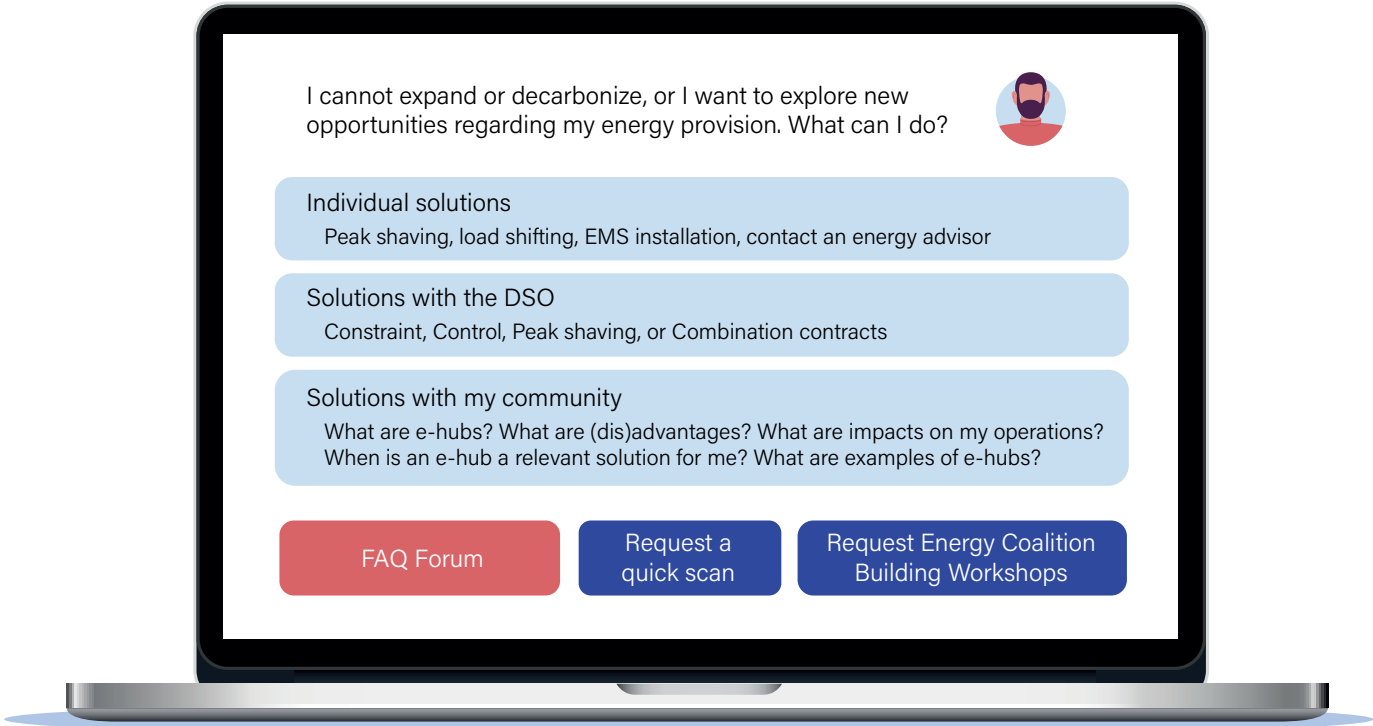 I cannot expand or decarbonize, or I want to explore new
opportunities regarding my energy provision. What can I do?
Individual solutions
Peak shaving, load shifting, EMS installation, contact an energy advisor
Solutions with the DSO
Constraint, Control, Peak shaving, or Combination contracts
Solutions with my community
What are e-hubs? What are (dis)advantages? What are impacts on my operations?
When is an e-hub a relevant solution for me? What are examples of e-hubs?
FAQ Forum
Request a
quick scan
Request Energy Coalition
Building Workshops